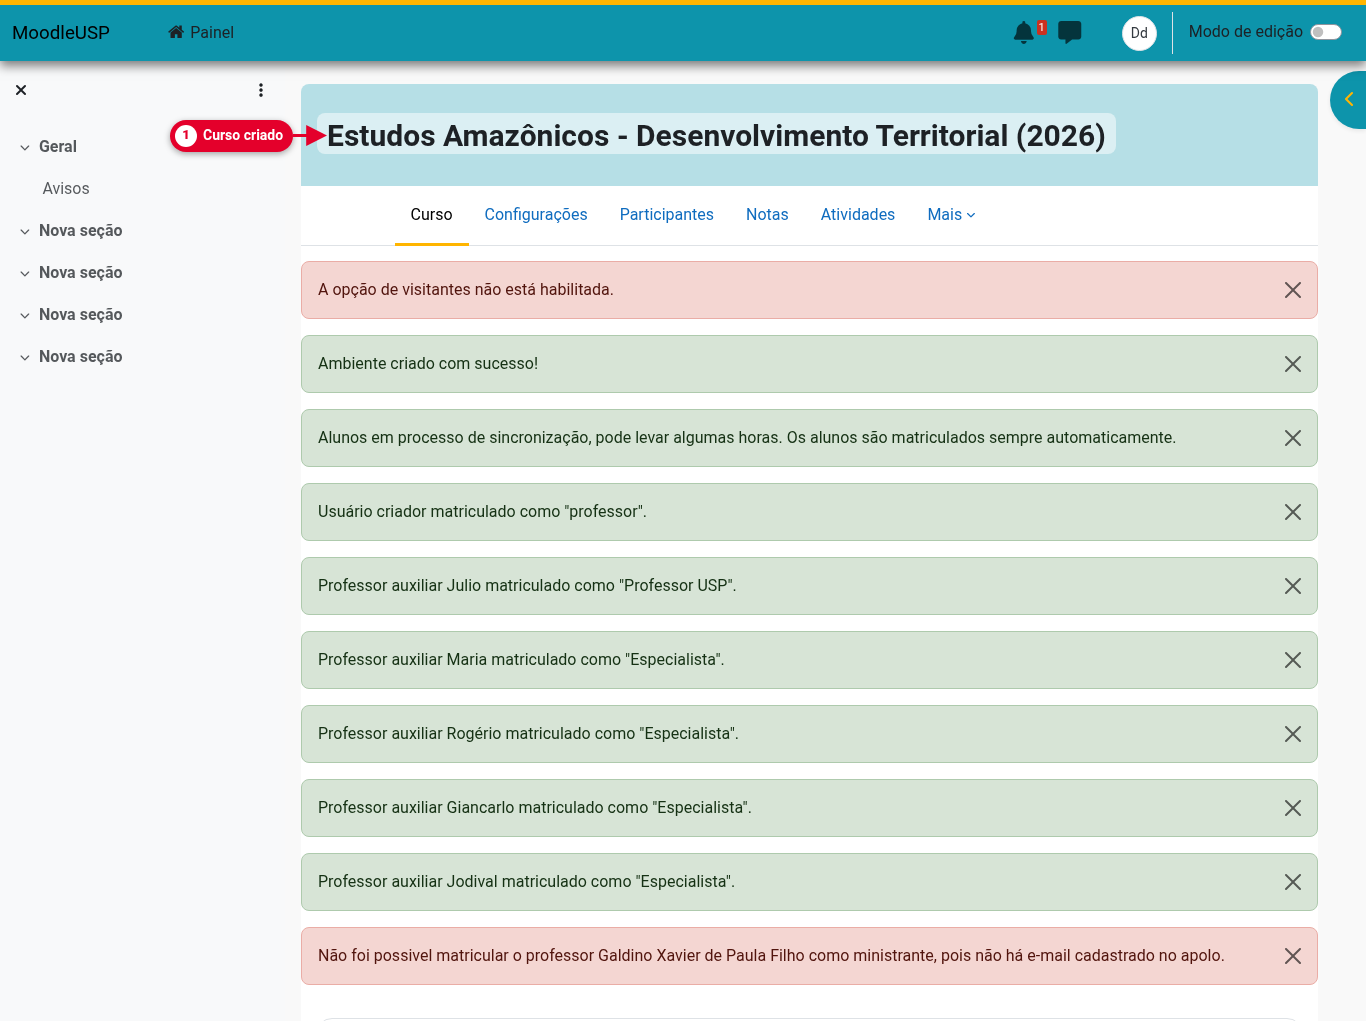 MoodleUSP
Painel
1
Dd
Modo de edição
Geral
Avisos
Nova seção
Nova seção
Nova seção
Nova seção
1 Curso criado
Estudos Amazônicos - Desenvolvimento Territorial (2026)
Curso
Configurações
Participantes
Notas
Atividades
Mais
A opção de visitantes não está habilitada.
Ambiente criado com sucesso!
Alunos em processo de sincronização, pode levar algumas horas. Os alunos são matriculados sempre automaticamente.
Usuário criador matriculado como "professor".
Professor auxiliar Julio matriculado como "Professor USP".
Professor auxiliar Maria matriculado como "Especialista".
Professor auxiliar Rogério matriculado como "Especialista".
Professor auxiliar Giancarlo matriculado como "Especialista".
Professor auxiliar Jodival matriculado como "Especialista".
Não foi possivel matricular o professor Galdino Xavier de Paula Filho como ministrante, pois não há e-mail cadastrado no apolo.